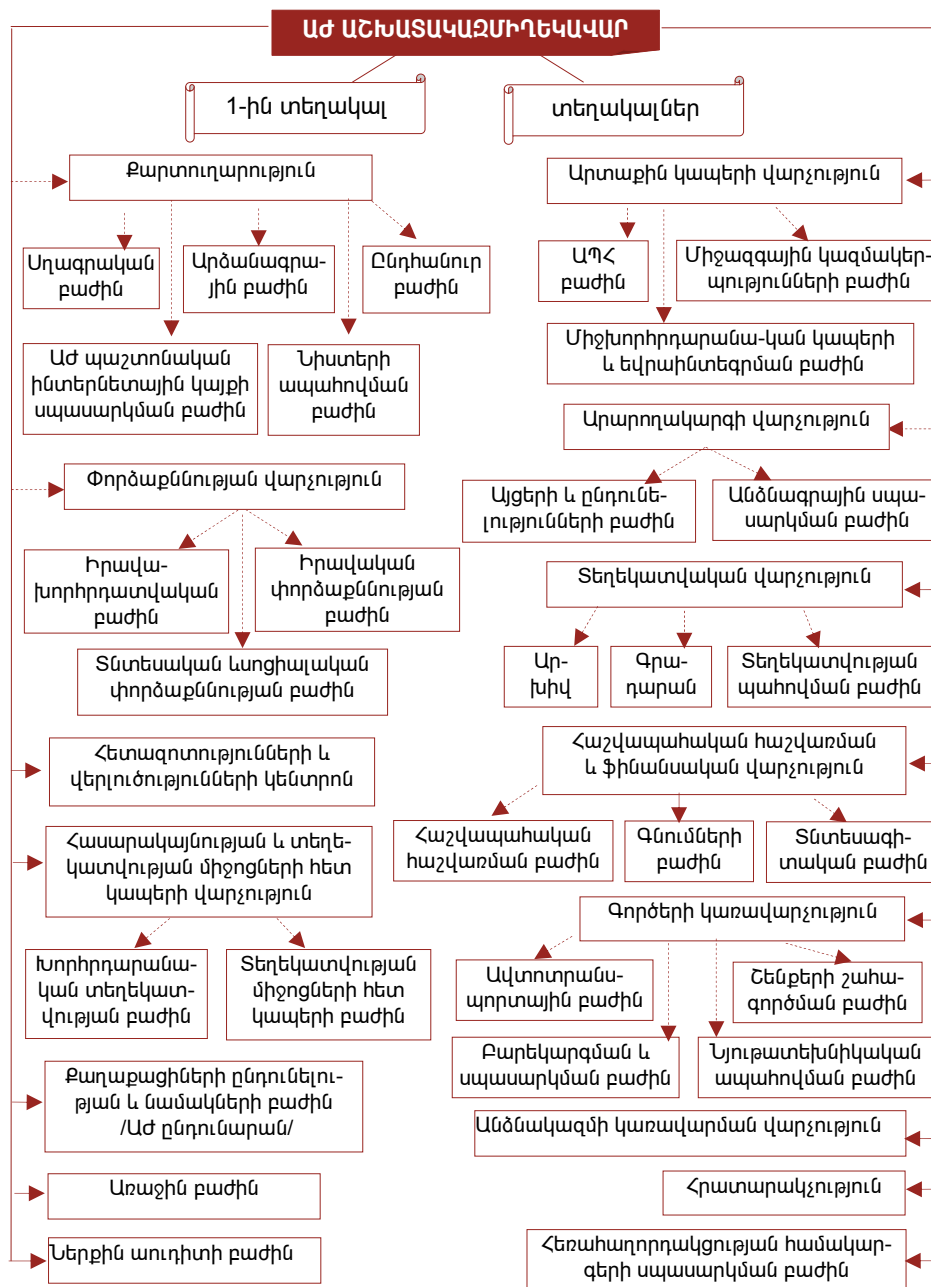 ԱԺ ԱՇԽԱՏԱԿԱԶՄԻՂԵԿԱՎԱՐ
1-ին տեղակալ
տեղակալներ
Քարտուղարություն
Սղագրական
բաժին
Արձանագրա-
յին բաժին
Ընդհանուր
բաժին
ԱԺ պաշտոնական
ինտերնետային կայքի
սպասարկման բաժին
Նիստերի
ապահովման
բաժին
Փորձաքննության վարչություն
Իրավա-
խորհրդատվական
բաժին
Իրավական
փորձաքննության
բաժին
Տնտեսական ևսոցիալական
փորձաքննության բաժին
Հետազոտությունների և
վերլուծությունների կենտրոն
Հասարակայնության և տեղե-
կատվության միջոցների հետ
կապերի վարչություն
Խորհրդարանա-
կան տեղեկատ-
վության բաժին
Տեղեկատվության
միջոցների հետ
կապերի բաժին
Քաղաքացիների ընդունելու-
թյան և նամակների բաժին
/ԱԺ ընդունարան/
Առաջին բաժին
Ներքին աուդիտի բաժին
Արտաքին կապերի վարչություն
ԱՊՀ
բաժին
Միջազգային կազմակեր-
պությունների բաժին
Միջխորհրդարանա-կան կապերի
և եվրաինտեգրման բաժին
Արարողակարգի վարչություն
Այցերի և ընդունե-
լությունների բաժին
Անձնագրային սպա-
սարկման բաժին
Տեղեկատվական վարչություն
Ար-
խիվ
Գրա-
դարան
Տեղեկատվության
պահովման բաժին
Հաշվապահական հաշվառման
և ֆինանսական վարչություն
Հաշվապահական
հաշվառման բաժին
Գնումների
բաժին
Տնտեսագի-
տական բաժին
Գործերի կառավարչություն
Ավտոտրանս-
պորտային բաժին
Շենքերի շահա-
գործման բաժին
Բարեկարգման և
սպասարկման բաժին
Նյութատեխնիկական
ապահովման բաժին
Անձնակազմի կառավարման վարչություն
Հրատարակչություն
Հեռահաղորդակցության համակար-
գերի սպասարկման բաժին